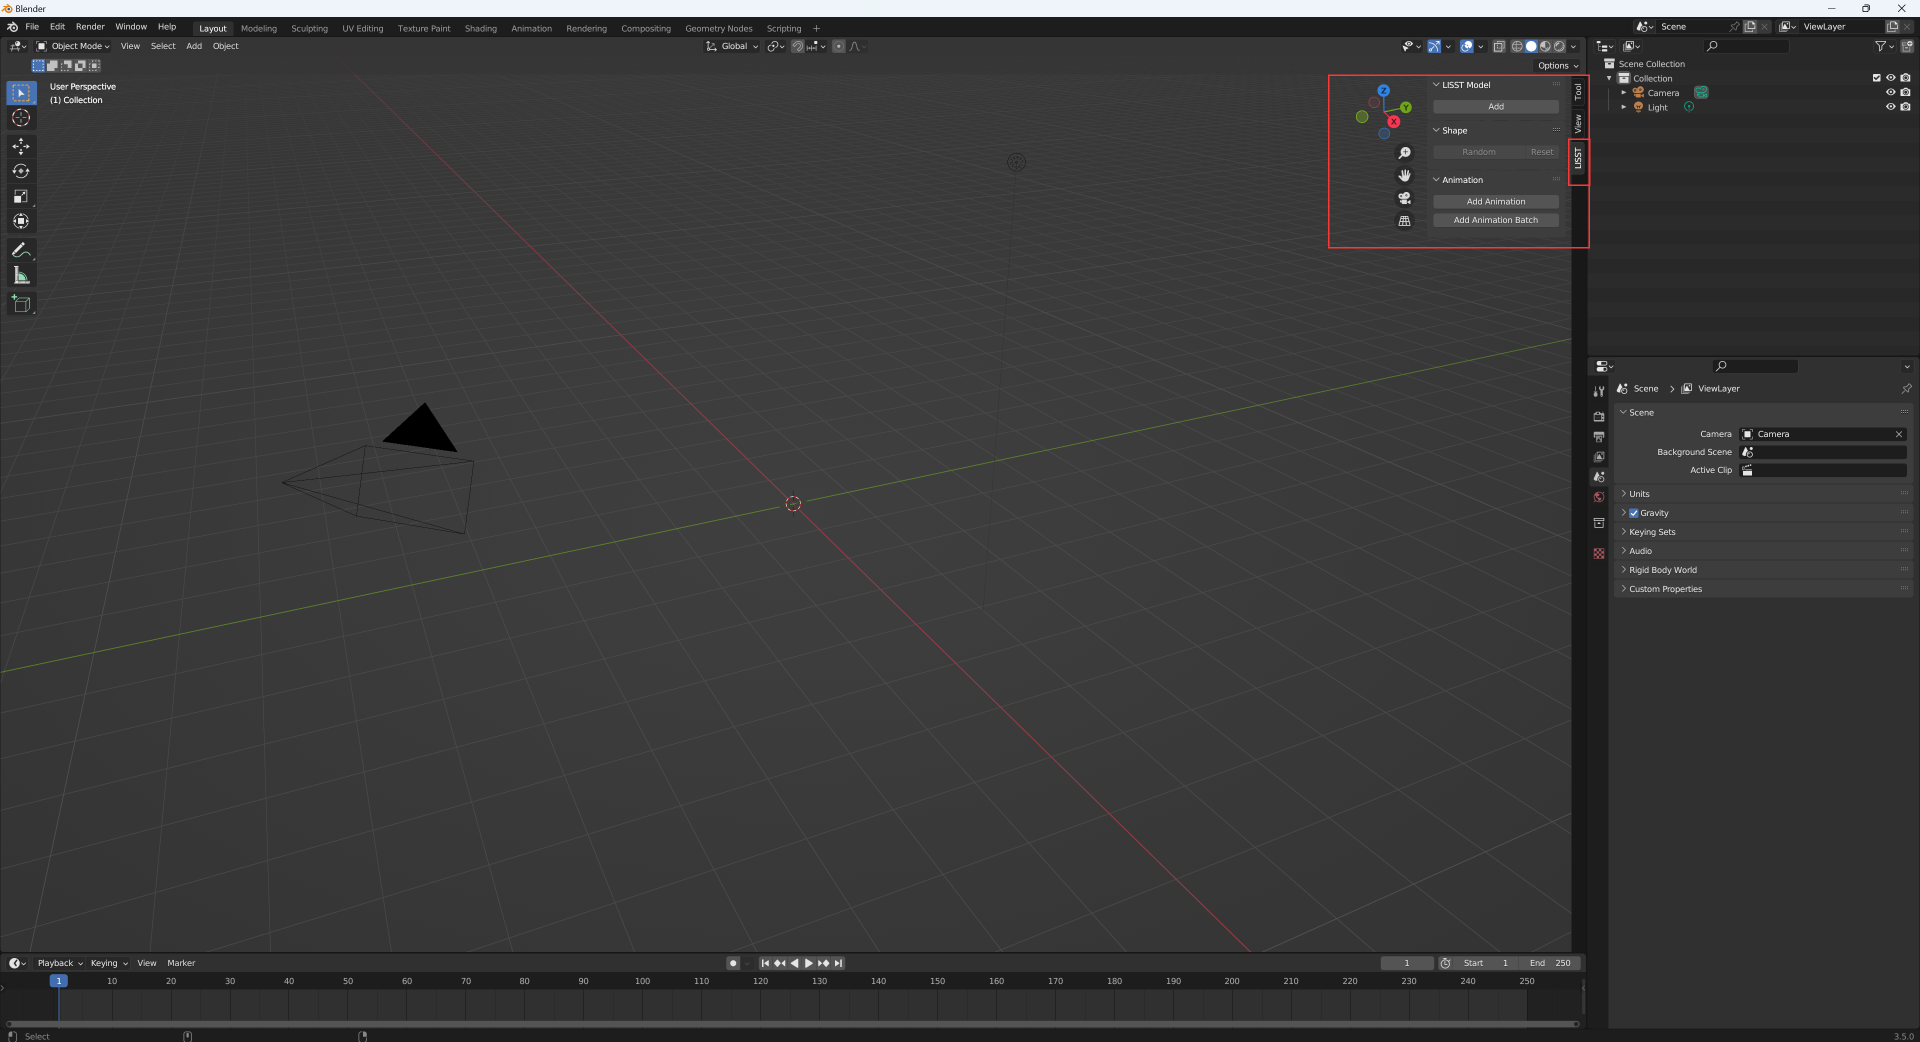 Blender
File Edit Render Window Help
Layout Modeling Sculpting UV Editing Texture Paint Shading Animation Rendering Compositing Geometry Nodes Scripting +
Scene
ViewLayer
Object Mode View Select Add Object
Global
Options
User Perspective
(1) Collection
Z
Y
X
LISST Model
Add
Shape
Random Reset
Animation
Add Animation
Add Animation Batch
Tool
View
LISST
Scene Collection
Collection
Camera
Light
Scene > ViewLayer
Scene
Camera Camera
Background Scene
Active Clip
Units
Gravity
Keying Sets
Audio
Rigid Body World
Custom Properties
Playback Keying View Marker
1 Start 1 End 250
1 10 20 30 40 50 60 70 80 90 100 110 120 130 140 150 160 170 180 190 200 210 220 230 240 250
Select
3.5.0